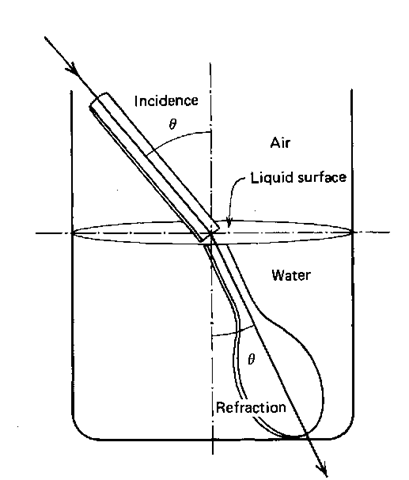 Incidence
θ
Air
Liquid surface
Water
θ
Refraction